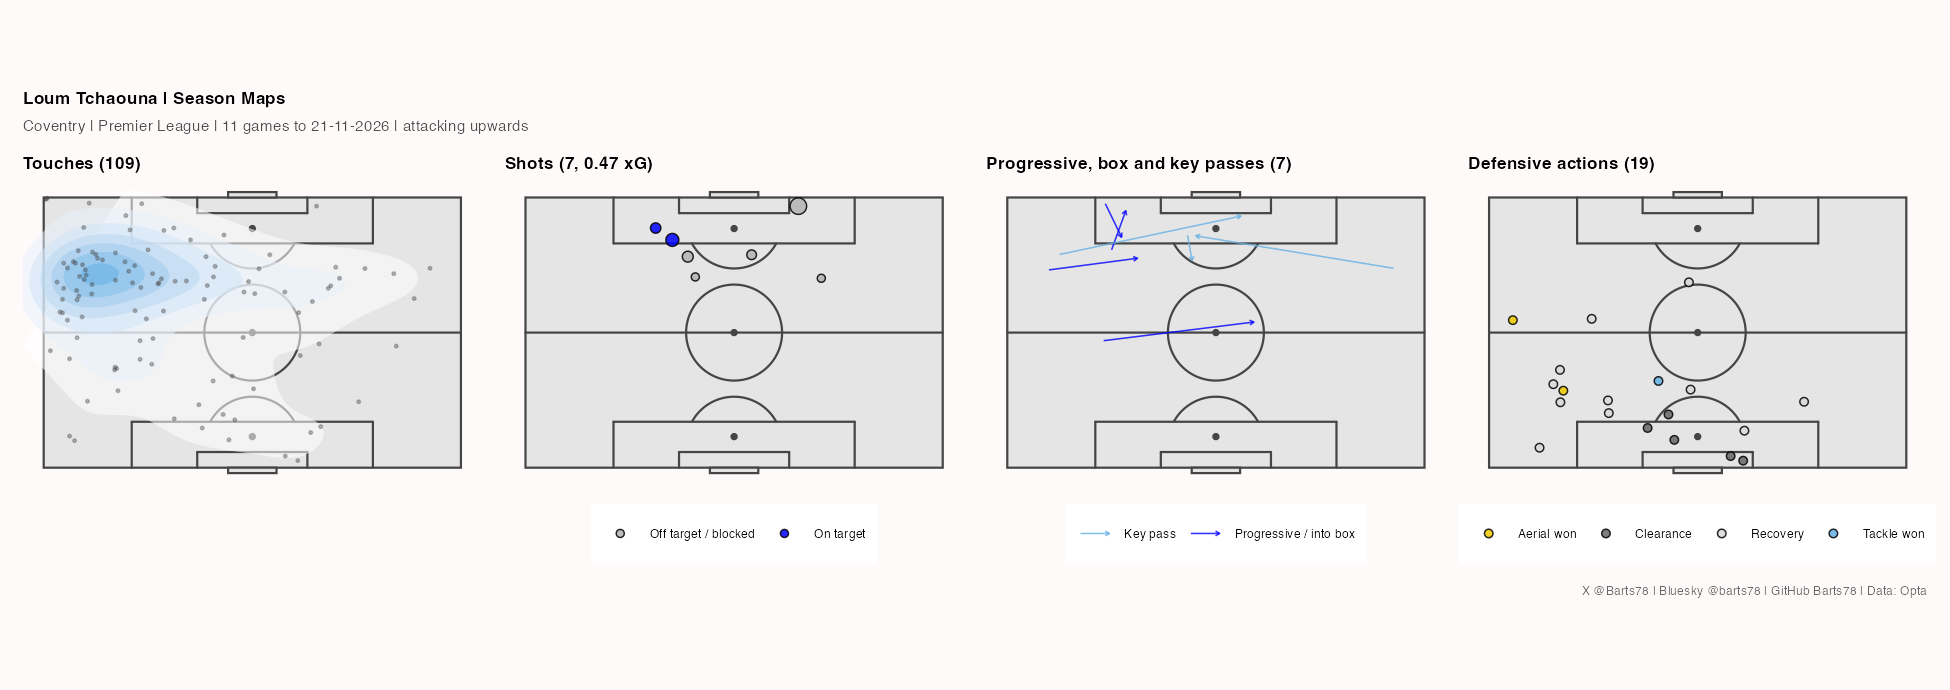 Loum Tchaouna | Season Maps
Coventry | Premier League | 11 games to 21-11-2026 | attacking upwards
Touches (109)
Shots (7, 0.47 xG)
Progressive, box and key passes (7)
Defensive actions (19)
Off target / blocked
On target
Key pass
Progressive / into box
Aerial won
Clearance
Recovery
Tackle won
X @Barts78 | Bluesky @barts78 | GitHub Barts78 | Data: Opta